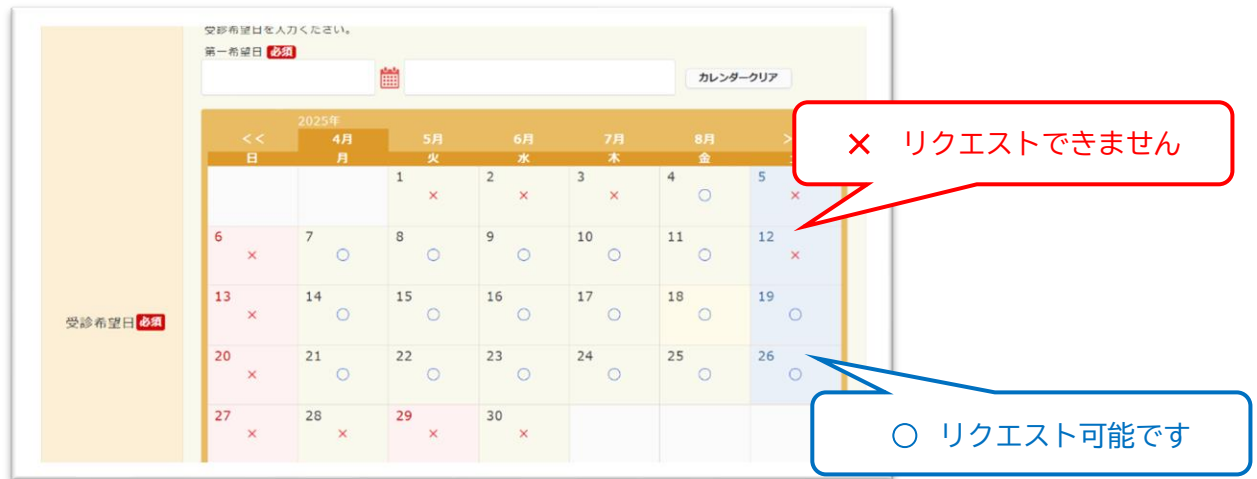 受診希望日を入力ください。
第一希望日 必須
カレンダークリア
2025年
<< 4月 5月 6月 7月 8月 >
日 月 火 水 木 金
1 × 2 × 3 × 4 ○ 5 ×
6 × 7 ○ 8 ○ 9 ○ 10 ○ 11 ○ 12 ×
13 × 14 ○ 15 ○ 16 ○ 17 ○ 18 ○ 19 ○
20 × 21 ○ 22 ○ 23 ○ 24 ○ 25 ○ 26 ○
27 × 28 × 29 × 30 ×
受診希望日 必須
× リクエストできません
○ リクエスト可能です